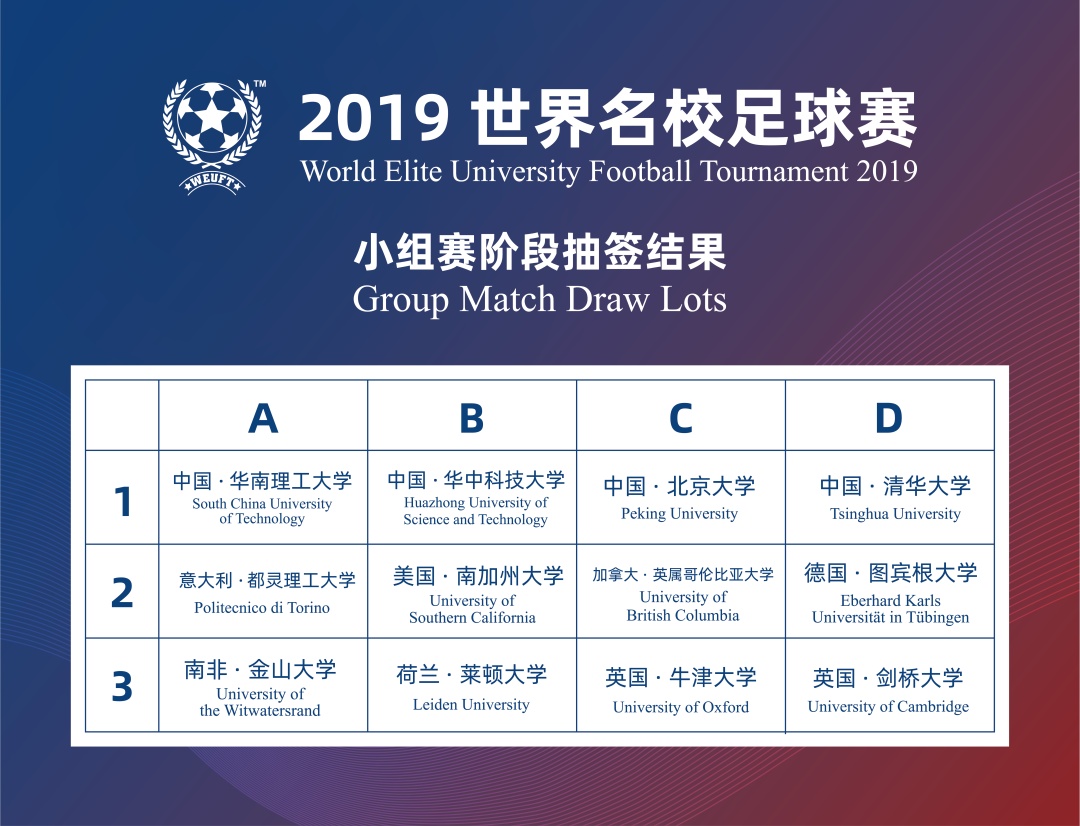 WEUFT
TM
2019 世界名校足球赛
World Elite University Football Tournament 2019
小组赛阶段抽签结果
Group Match Draw Lots
A
B
C
D
1
中国·华南理工大学
South China University
of Technology
中国·华中科技大学
Huazhong University of
Science and Technology
中国·北京大学
Peking University
中国·清华大学
Tsinghua University
2
意大利·都灵理工大学
Politecnico di Torino
美国·南加州大学
University of
Southern California
加拿大·英属哥伦比亚大学
University of
British Columbia
德国·图宾根大学
Eberhard Karls
Universität in Tübingen
3
南非·金山大学
University of
the Witwatersrand
荷兰·莱顿大学
Leiden University
英国·牛津大学
University of Oxford
英国·剑桥大学
University of Cambridge